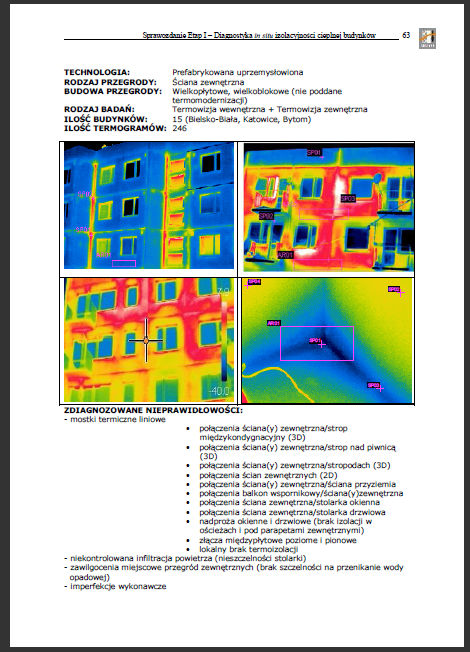 Sprawozdanie Etap I – Diagnostyka in situ izolacyjności cieplnej budynków 63
TECHNOLOGIA: Prefabrykowana uprzemysłowiona
RODZAJ PRZEGRODY: Ściana zewnętrzna
BUDOWA PRZEGRODY: Wielkopłytowe, wielkoblokowe (nie poddane
termomodernizacji)
RODZAJ BADAŃ: Termowizja wewnętrzna + Termowizja zewnętrzna
ILOŚĆ BUDYNKÓW: 15 (Bielsko-Biała, Katowice, Bytom)
ILOŚĆ TERMOGRAMÓW: 246
SP01
SP03
SP02
AR01
-40.0
SP04
SP02
AR01
SP01
SP03
ZDIAGNOZOWANE NIEPRAWIDŁOWOŚCI:
- mostki termiczne liniowe
• połączenia ściana(y) zewnętrzna/strop
międzykondygnacyjny (3D)
• połączenia ściana(y) zewnętrzna/strop nad piwnicą
(3D)
• połączenia ściana(y) zewnętrzna/stropodach (3D)
• połączenia ścian zewnętrznych (2D)
• połączenia ściana(y) zewnętrzna/ściana przyziemia
• połączenia balkon wspornikowy/ściana(y)zewnętrzna
• połączenia ściana zewnętrzna/stolarka okienna
• połączenia ściana zewnętrzna/stolarka drzwiowa
• nadproża okienne i drzwiowe (brak izolacji w
ościeżach i pod parapetami zewnętrznymi)
• złącza międzypłytowe poziome i pionowe
• lokalny brak termoizolacji
- niekontrolowana infiltracja powietrza (nieszczelności stolarki)
- zawilgocenia miejscowe przegród zewnętrznych (brak szczelności na przenikanie wody
opadowej)
- imperfekcje wykonawcze